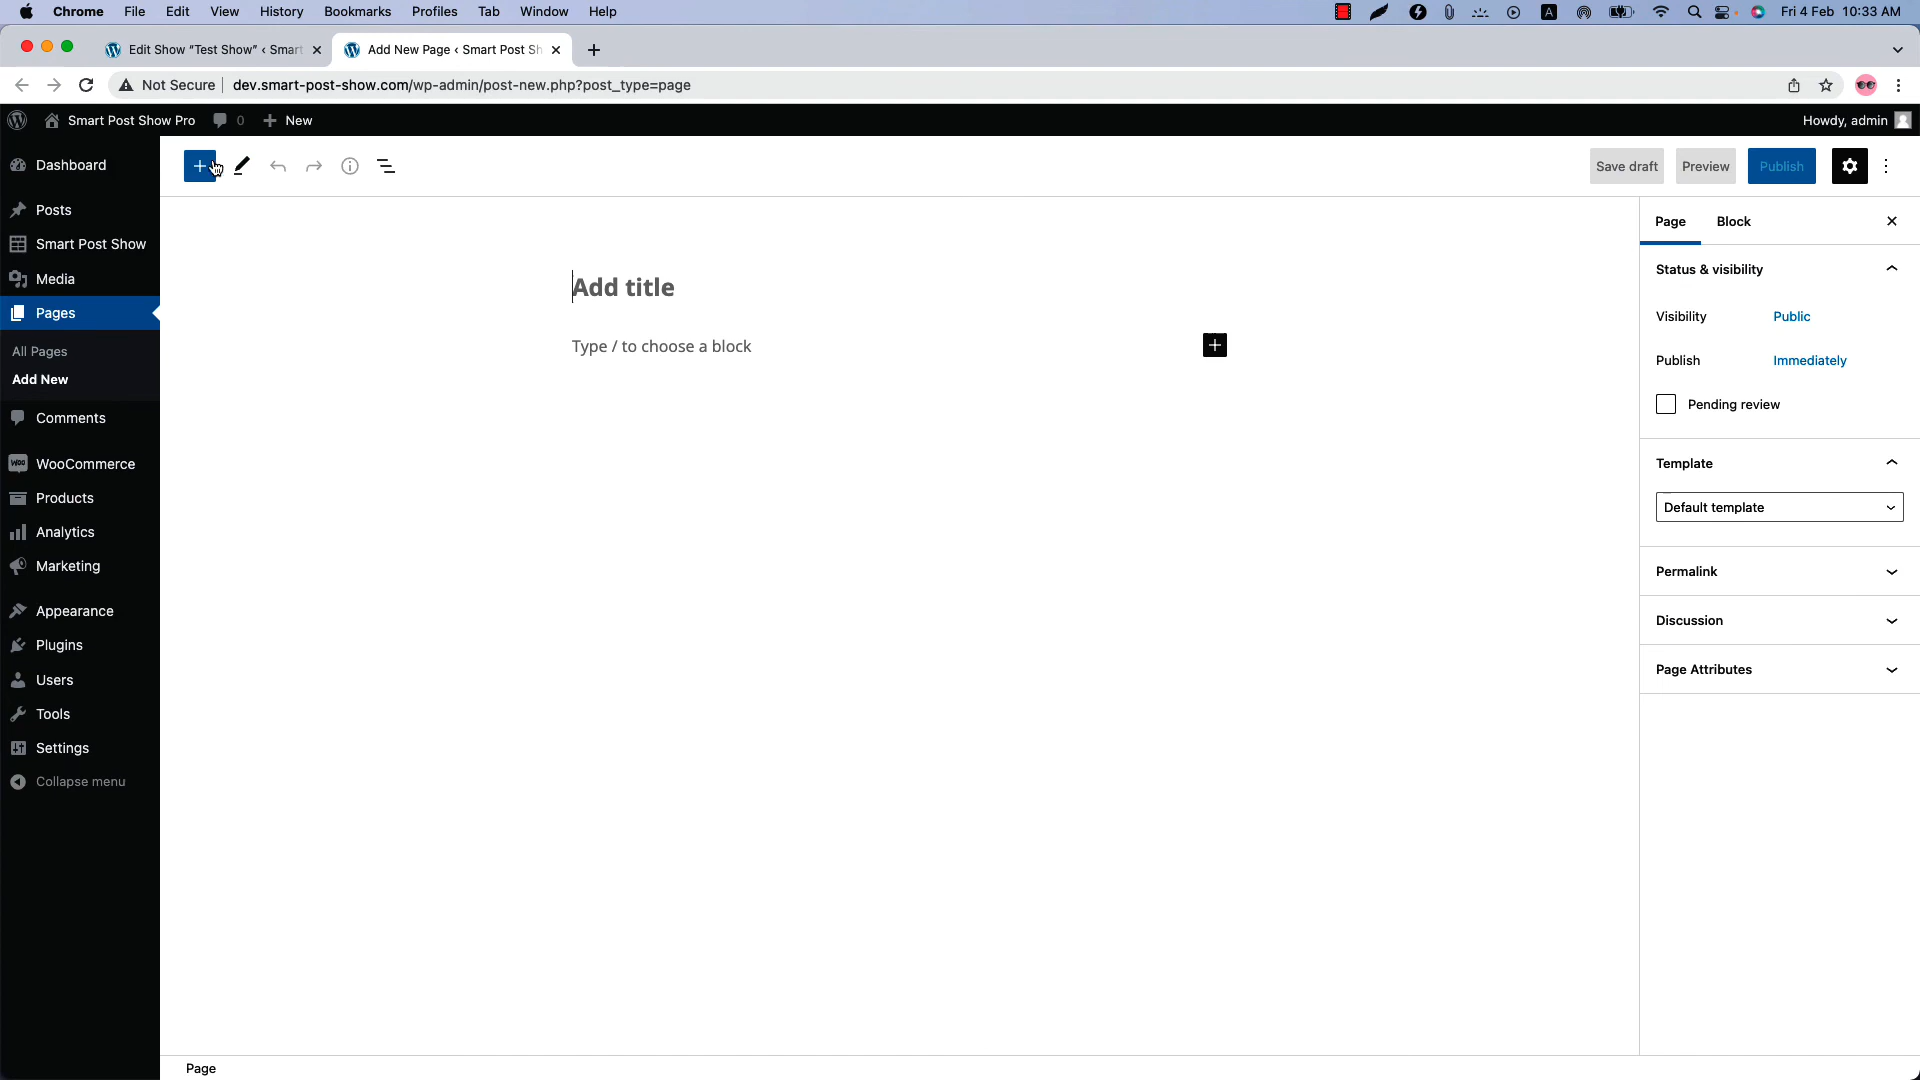 Chrome File Edit View History Bookmarks Profiles Tab Window Help A Fri 4 Feb 10:33 AM
Edit Show "Test Show" ‹ Smart
Add New Page ‹ Smart Post Sh
Not Secure dev.smart-post-show.com/wp-admin/post-new.php?post_type=page
Smart Post Show Pro 0 New Howdy, admin
Dashboard
Posts
Smart Post Show
Media
Pages
All Pages
Add New
Comments
Woo WooCommerce
Products
Analytics
Marketing
Appearance
Plugins
Users
Tools
Settings
Collapse menu
Save draft Preview Publish
Add title
Type / to choose a block
Page Block
Status & visibility
Visibility Public
Publish Immediately
Pending review
Template
Default template
Permalink
Discussion
Page Attributes
Page